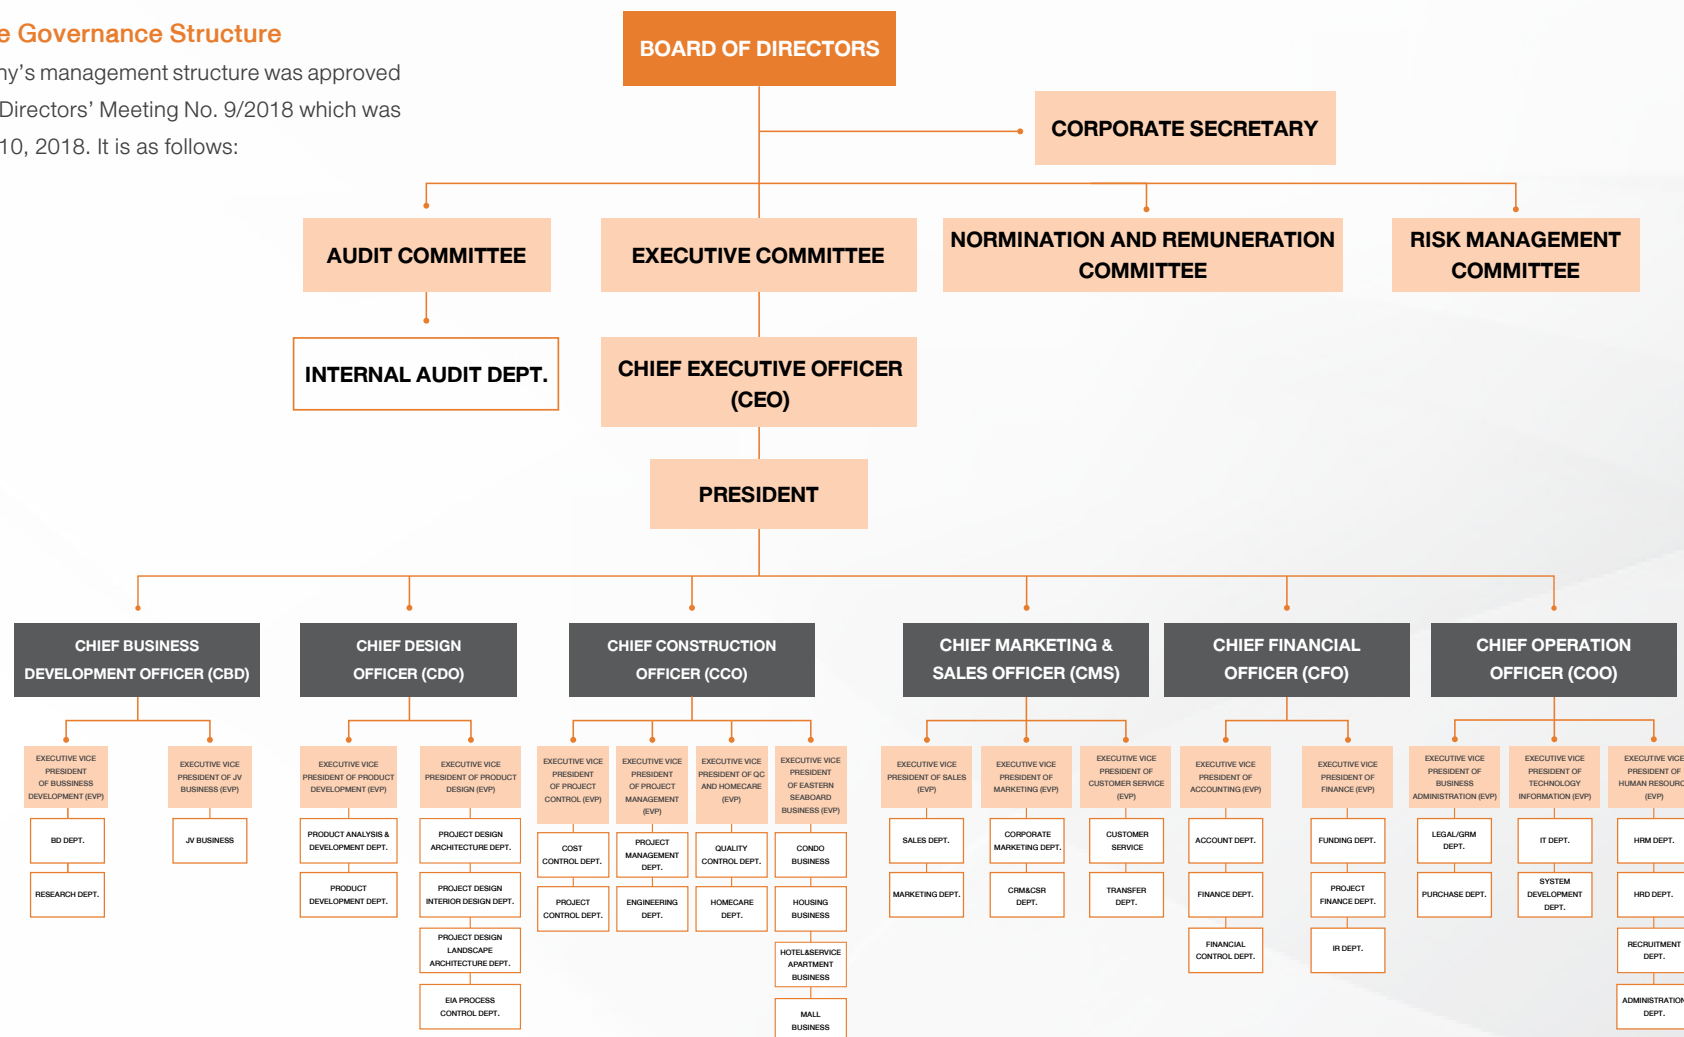 e Governance Structure
ny's management structure was approved
Directors' Meeting No. 9/2018 which was
10, 2018. It is as follows:
BOARD OF DIRECTORS
CORPORATE SECRETARY
AUDIT COMMITTEE
EXECUTIVE COMMITTEE
NORMINATION AND REMUNERATION
COMMITTEE
RISK MANAGEMENT
COMMITTEE
INTERNAL AUDIT DEPT.
CHIEF EXECUTIVE OFFICER
(CEO)
PRESIDENT
CHIEF BUSINESS
DEVELOPMENT OFFICER (CBD)
CHIEF DESIGN
OFFICER (CDO)
CHIEF CONSTRUCTION
OFFICER (CCO)
CHIEF MARKETING &
SALES OFFICER (CMS)
CHIEF FINANCIAL
OFFICER (CFO)
CHIEF OPERATION
OFFICER (COO)
EXECUTIVE VICE
PRESIDENT
OF BUSSINESS
DEVELOPMENT (EVP)
EXECUTIVE VICE
PRESIDENT OF JV
BUSINESS (EVP)
EXECUTIVE VICE
PRESIDENT OF PRODUCT
DEVELOPMENT (EVP)
EXECUTIVE VICE
PRESIDENT OF PRODUCT
DESIGN (EVP)
EXECUTIVE VICE
PRESIDENT
OF PROJECT
CONTROL (EVP)
EXECUTIVE VICE
PRESIDENT
OF PROJECT
MANAGEMENT
(EVP)
EXECUTIVE VICE
PRESIDENT OF QC
AND HOMECARE
(EVP)
EXECUTIVE VICE
PRESIDENT
OF EASTERN
SEABOARD
BUSINESS (EVP)
EXECUTIVE VICE
PRESIDENT OF SALES
(EVP)
EXECUTIVE VICE
PRESIDENT OF
MARKETING (EVP)
EXECUTIVE VICE
PRESIDENT OF
CUSTOMER SERVICE
(EVP)
EXECUTIVE VICE
PRESIDENT OF
ACCOUNTING (EVP)
EXECUTIVE VICE
PRESIDENT OF
FINANCE (EVP)
EXECUTIVE VICE
PRESIDENT OF
BUSINESS
ADMINISTRATION (EVP)
EXECUTIVE VICE
PRESIDENT OF
TECHNOLOGY
INFORMATION (EVP)
EXECUTIVE VICE
PRESIDENT OF
HUMAN RESOURC
(EVP)
BD DEPT.
RESEARCH DEPT.
JV BUSINESS
PRODUCT ANALYSIS &
DEVELOPMENT DEPT.
PRODUCT
DEVELOPMENT DEPT.
PROJECT DESIGN
ARCHITECTURE DEPT.
PROJECT DESIGN
INTERIOR DESIGN DEPT.
PROJECT DESIGN
LANDSCAPE
ARCHITECTURE DEPT.
EIA PROCESS
CONTROL DEPT.
COST
CONTROL DEPT.
PROJECT
CONTROL DEPT.
PROJECT
MANAGEMENT
DEPT.
ENGINEERING
DEPT.
QUALITY
CONTROL DEPT.
HOMECARE
DEPT.
CONDO
BUSINESS
HOUSING
BUSINESS
HOTEL&SERVICE
APARTMENT
BUSINESS
MALL
BUSINESS
SALES DEPT.
MARKETING DEPT.
CORPORATE
MARKETING DEPT.
CRM&CSR
DEPT.
CUSTOMER
SERVICE
TRANSFER
DEPT.
ACCOUNT DEPT.
FINANCE DEPT.
FINANCIAL
CONTROL DEPT.
FUNDING DEPT.
PROJECT
FINANCE DEPT.
IR DEPT.
LEGAL/GRM
DEPT.
PURCHASE DEPT.
IT DEPT.
SYSTEM
DEVELOPMENT
DEPT.
HRM DEPT.
HRD DEPT.
RECRUITMENT
DEPT.
ADMINISTRATION
DEPT.